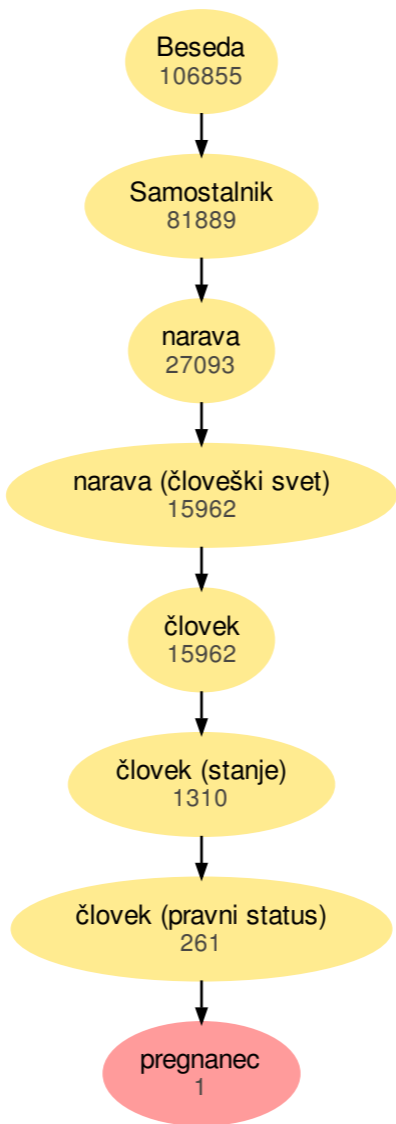 Beseda
106855
Samostalnik
81889
narava
27093
narava (človeški svet)
15962
človek
15962
človek (stanje)
1310
človek (pravni status)
261
pregnanec
1